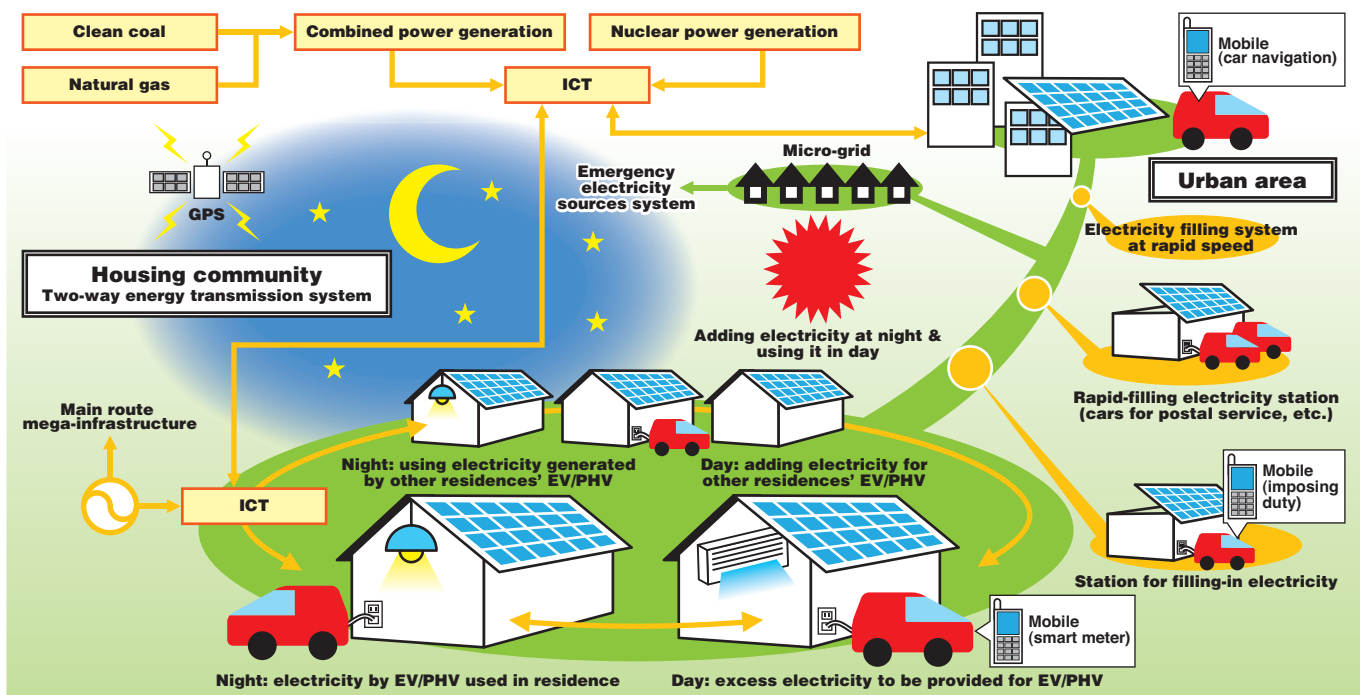 Clean coal
Combined power generation
Nuclear power generation
Natural gas
ICT
Mobile
(car navigation)
Micro-grid
Emergency
electricity
sources system
Urban area
GPS
Electricity filling system
at rapid speed
Housing community
Two-way energy transmission system
Adding electricity at night &
using it in day
Rapid-filling electricity station
(cars for postal service, etc.)
Main route
mega-infrastructure
Night: using electricity generated
by other residences' EV/PHV
Day: adding electricity for
other residences' EV/PHV
ICT
Mobile
(imposing
duty)
Station for filling-in electricity
Mobile
(smart meter)
Night: electricity by EV/PHV used in residence
Day: excess electricity to be provided for EV/PHV